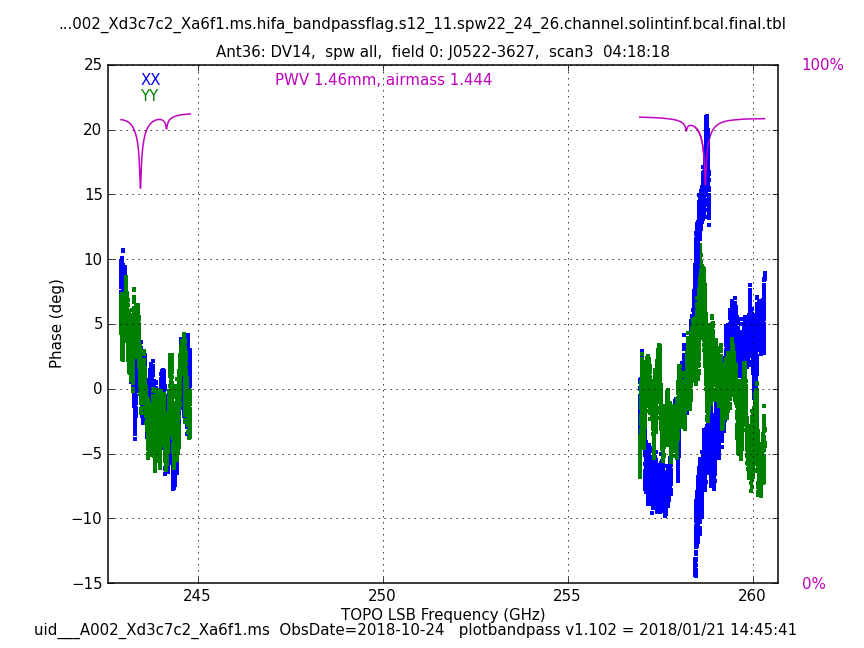 ...002_Xd3c7c2_Xa6f1.ms.hifa_bandpassflag.s12_11.spw22_24_26.channel.solintinf.bcal.final.tbl
Ant36: DV14,  spw all,  field 0: J0522-3627,  scan3  04:18:18
25
20
15
10
5
0
−5
−10
−15
XX
YY
PWV 1.46mm, airmass 1.444
100%
0%
Phase (deg)
245
250
255
260
TOPO LSB Frequency (GHz)
uid___A002_Xd3c7c2_Xa6f1.ms  ObsDate=2018-10-24   plotbandpass v1.102 = 2018/01/21 14:45:41